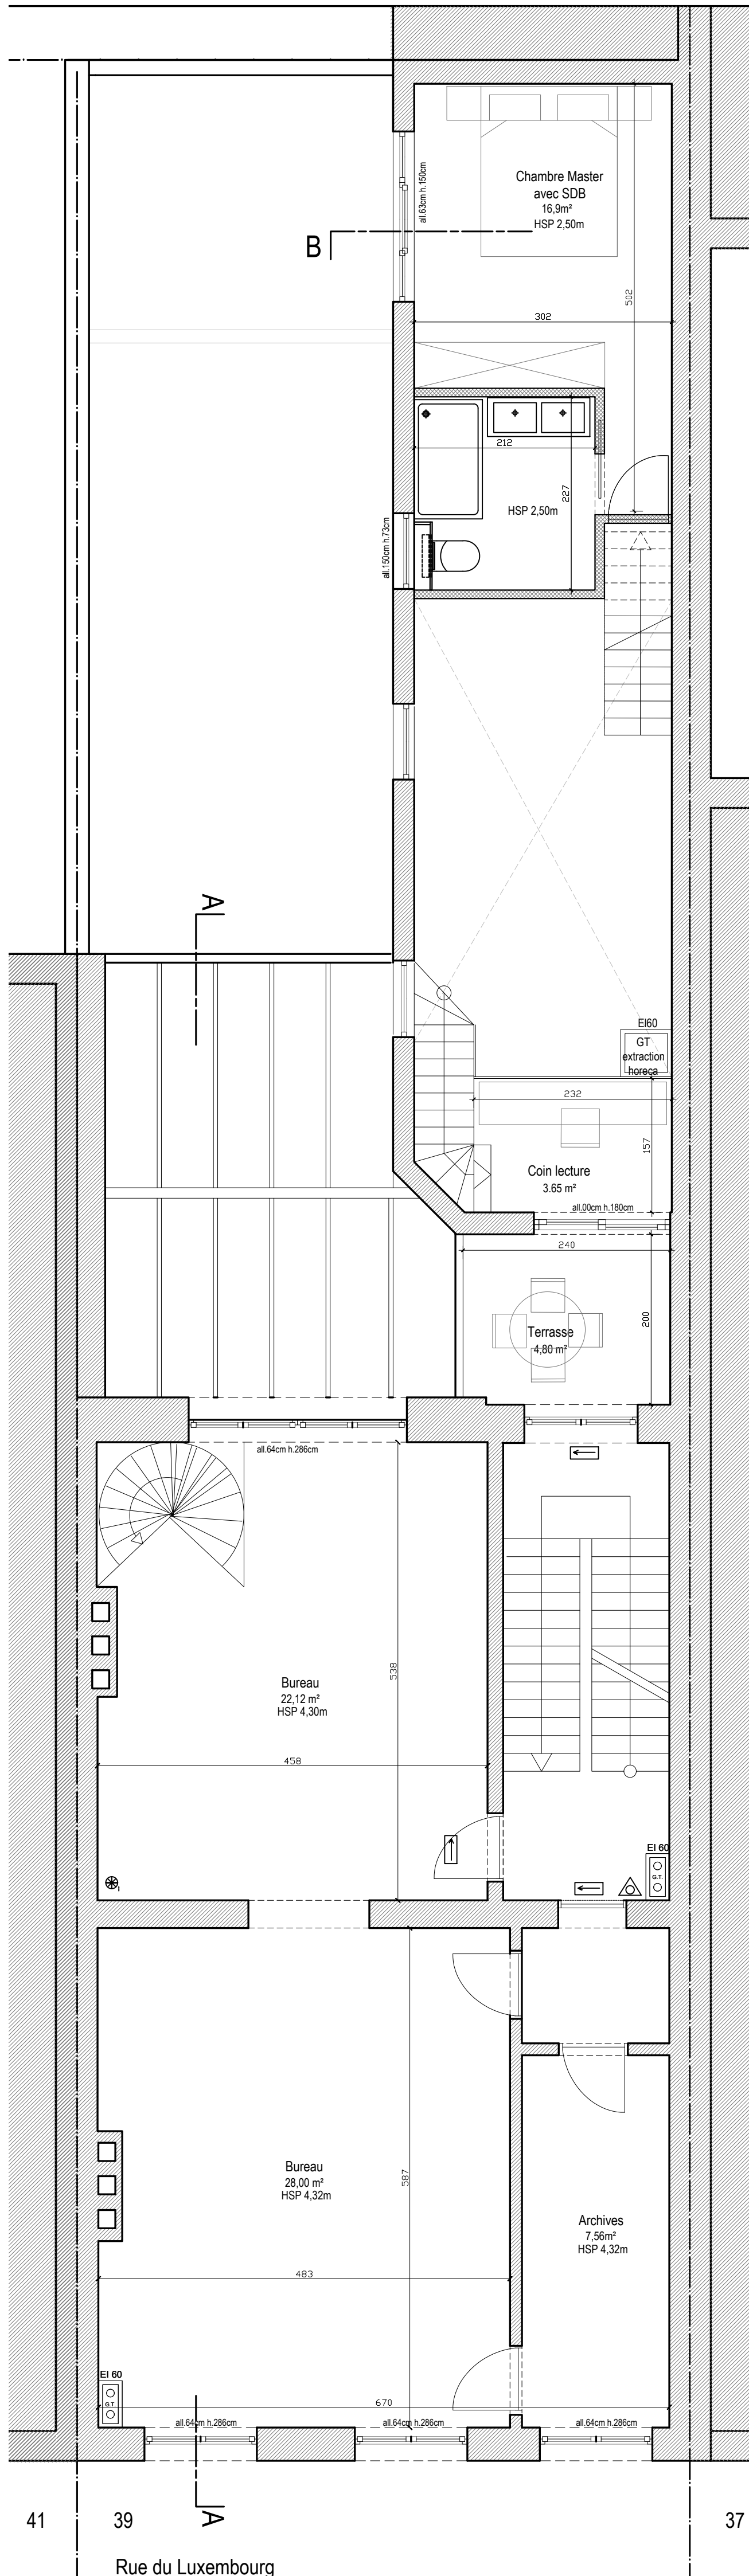 Chambre Master
avec SDB
16,9m²
HSP 2,50m
all.63cm h.150cm
B
502
302
212
227
HSP 2,50m
all.150cm h.73cm
A
EI60
GT
extraction
horeca
232
157
Coin lecture
3.65 m²
all.00cm h.180cm
240
200
Terrasse
4,80 m²
all.64cm h.286cm
538
Bureau
22,12 m²
HSP 4,30m
458
EI 60
G.T.
587
Bureau
28,00 m²
HSP 4,32m
Archives
7,56m²
HSP 4,32m
483
EI 60
G.T.
670
all.64cm h.286cm
all.64cm h.286cm
all.64cm h.286cm
41
39
A
37
Rue du Luxembourg